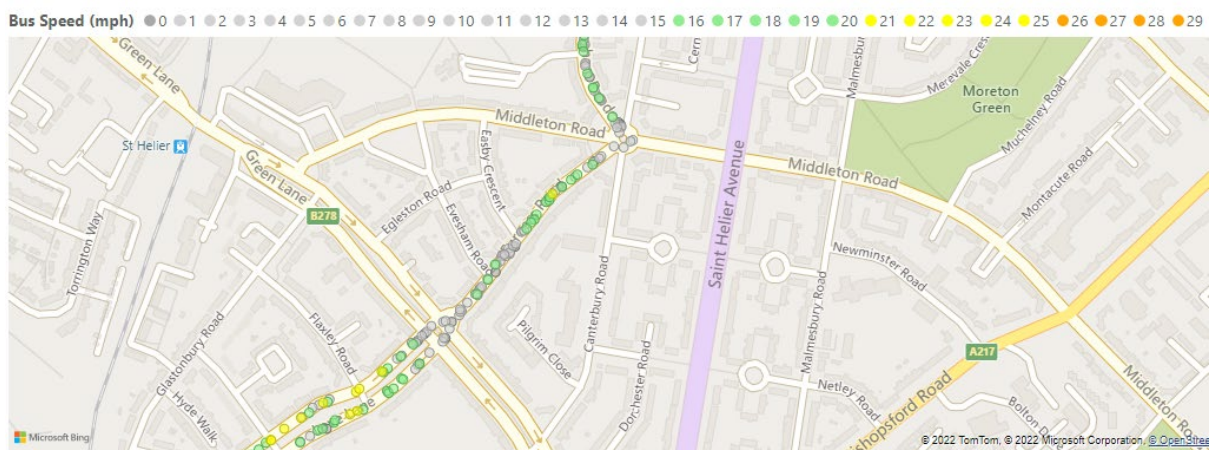 Bus Speed (mph) 0 1 2 3 4 5 6 7 8 9 10 11 12 13 14 15 16 17 18 19 20 21 22 23 24 25 26 27 28 29
Green Lane
Cern
Malmesbury
Merevale Cresc
Moreton
Green
Muchelney Road
Middleton Road
St Helier
Easby Crescent
Green Lane
Middleton Road
Montacute Road
B278
Egleston Road
Evesham Road
Torrington Way
Saint Helier Avenue
Newminster Road
Canterbury Road
Malmesbury Road
Glastonbury Road
Flaxley Road
Pilgrim Close
A217
Dorchester Road
Netley Road
Middleton Road
Hyde Walk
ishopsford Road
Bolton D
Microsoft Bing
© 2022 TomTom, © 2022 Microsoft Corporation, © OpenStree